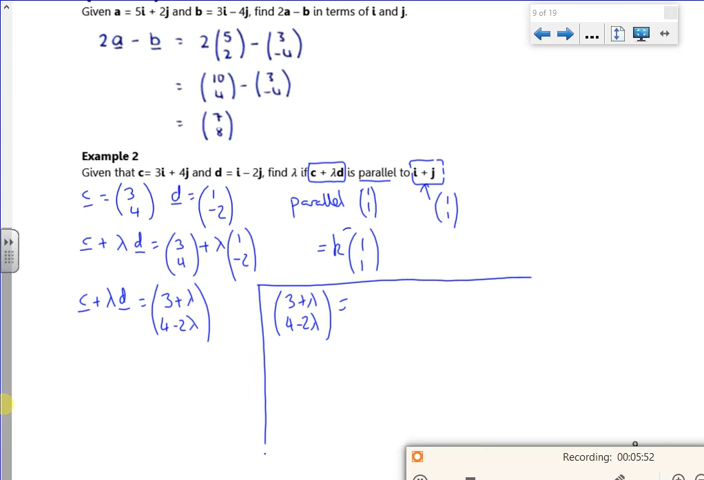 Given a = 5i + 2j and b = 3i – 4j, find 2a – b in terms of i and j.
2a - b = 2(5 2) - (3 -4)
= (10 4) - (3 -4)
= (7 8)
Example 2
Given that c= 3i + 4j and d = i – 2j, find λ if c + λd is parallel to i + j
c = (3 4) d = (1 -2) parallel (1 1) (1 1)
c + λd = (3 4) + λ(1 -2) = k(1 1)
c + λd = (3+λ 4-2λ) (3+λ 4-2λ) =
9 of 19
Recording: 00:05:52